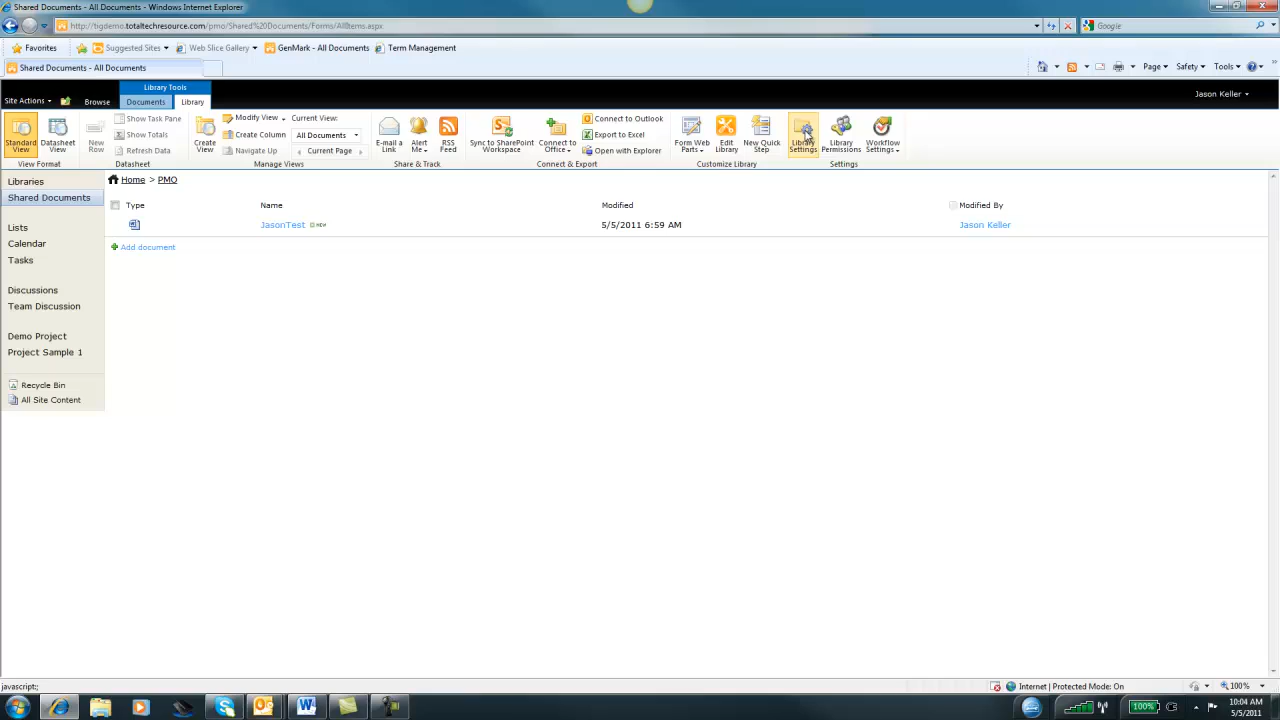 Shared Documents - All Documents - Windows Internet Explorer
http://tigdemo.totaltechresource.com/pmo/Shared%20Documents/Forms/AllItems.aspx
Google
Favorites
Suggested Sites
Web Slice Gallery
GenMark - All Documents
Term Management
Shared Documents - All Documents
Page
Safety
Tools
Library Tools
Jason Keller
Site Actions
Browse
Documents
Library
Standard View
Datasheet View
New Row
Show Task Pane
Show Totals
Refresh Data
Create View
Modify View
Create Column
Navigate Up
Current View:
All Documents
Current Page
E-mail a Link
Alert Me
RSS Feed
Sync to SharePoint Workspace
Connect to Office
Connect to Outlook
Export to Excel
Open with Explorer
Form Web Parts
Edit Library
New Quick Step
Library Settings
Library Permissions
Workflow Settings
View Format
Datasheet
Manage Views
Share & Track
Connect & Export
Customize Library
Settings
Libraries
Shared Documents
Lists
Calendar
Tasks
Discussions
Team Discussion
Demo Project
Project Sample 1
Recycle Bin
All Site Content
Home > PMO
Type Name Modified Modified By
JasonTest NEW 5/5/2011 6:59 AM Jason Keller
Add document
javascript:;
Internet | Protected Mode: On
100%
100%
10:04 AM
5/5/2011